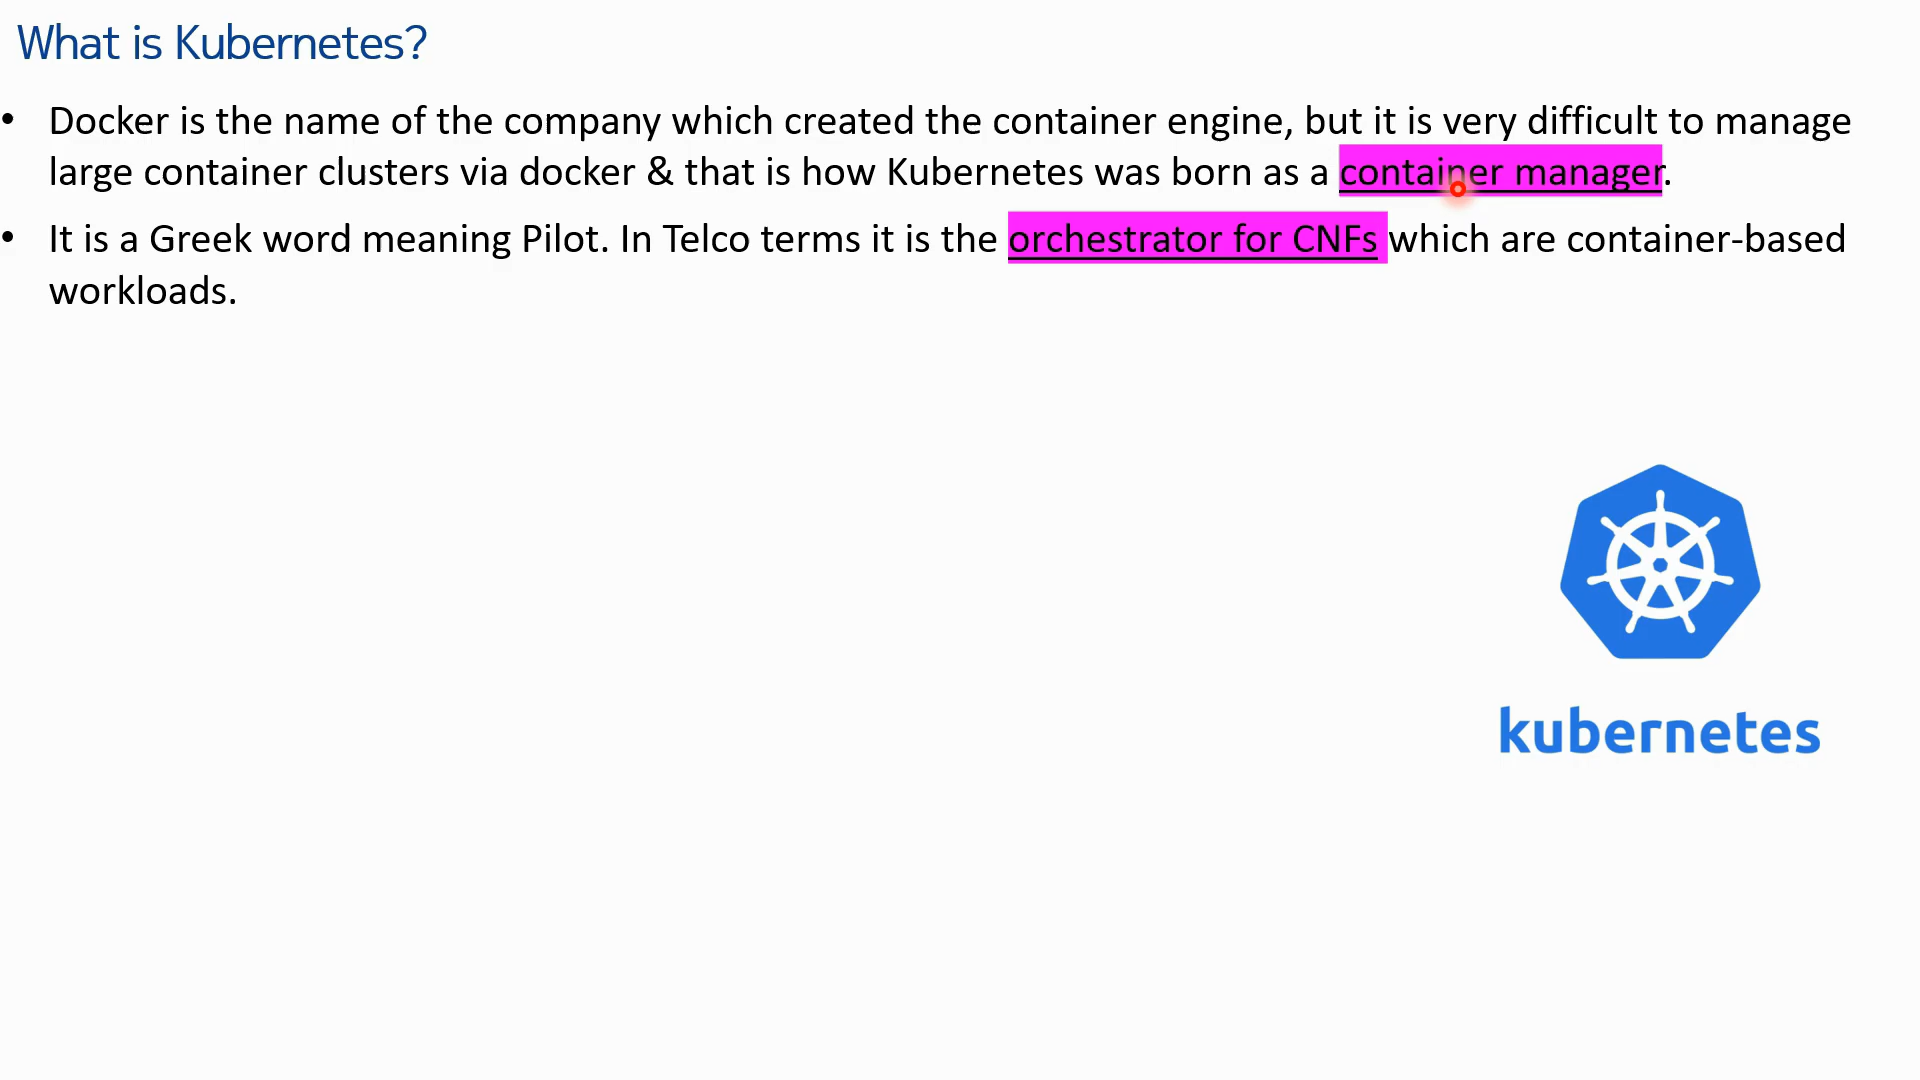 What is Kubernetes?
• Docker is the name of the company which created the container engine, but it is very difficult to manage
large container clusters via docker & that is how Kubernetes was born as a container manager.
• It is a Greek word meaning Pilot. In Telco terms it is the orchestrator for CNFs which are container-based
workloads.
kubernetes